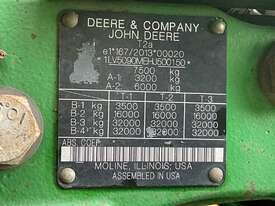 DEERE & COMPANY
JOHN DEERE
T2a
e1*167/2013*00020
*1LV5090MEHJ500150*
7500 kg
A-1: 3200 kg
A-2: 6000 kg
T-1 T-2 T-3
B-1 kg 3500 3500 3500
B-2 kg 16000 16000 16000
B-3 kg 32000 32000 32000
B-4 kg 32000 32000 32000
ABS CORP
MOLINE, ILLINOIS, USA
ASSEMBLED IN USA